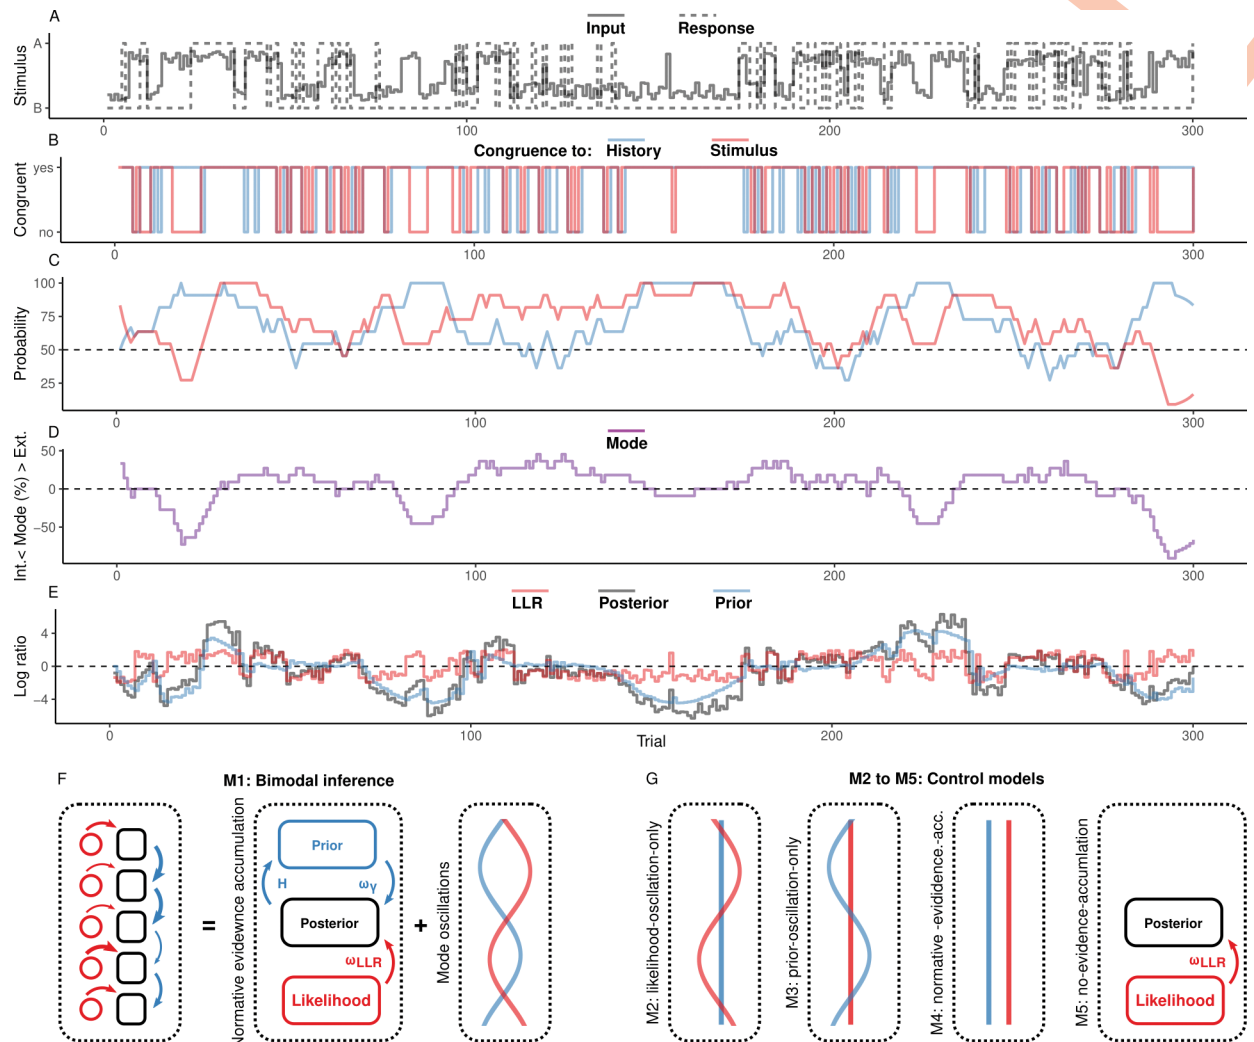 A
Input
Response
Stimulus
A
B
0
100
200
300
B
Congruence to:
History
Stimulus
Congruent
yes
no
0
100
200
300
C
Probability
100
75
50
25
0
100
200
300
D
Mode
Int.< Mode (%) > Ext.
50
0
−50
0
100
200
300
E
LLR
Posterior
Prior
Log ratio
4
0
−4
0
100
200
300
Trial
F
M1: Bimodal inference
Normative evidewnce accumulation
Prior
H
ωγ
Posterior
ωLLR
Likelihood
=
+
Mode oscillations
G
M2 to M5: Control models
M2: likelihood-oscllation-only
M3: prior-oscillation-only
M4: normative -evididence.-acc.
M5: no-evidence-accumlation
Posterior
ωLLR
Likelihood